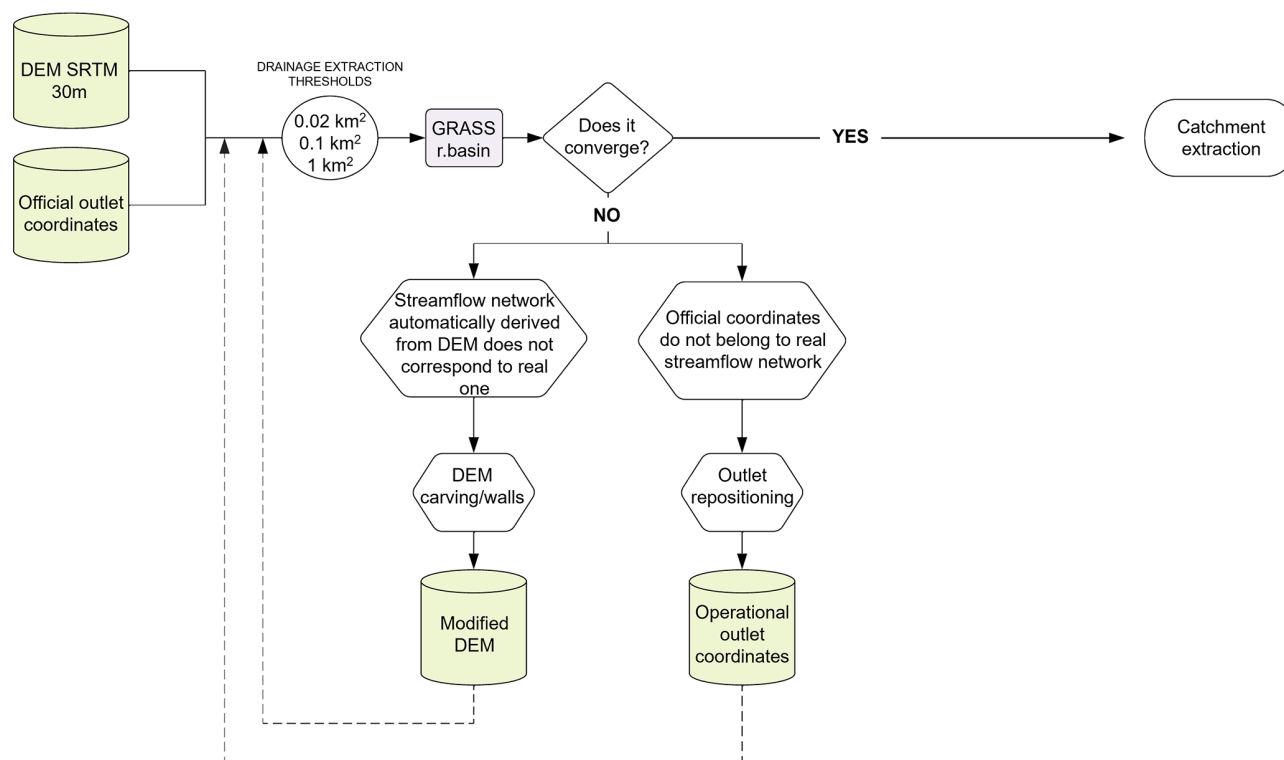 DEM SRTM
30m
Official outlet
coordinates
DRAINAGE EXTRACTION
THRESHOLDS
0.02 km²
0.1 km²
1 km²
GRASS
r.basin
Does it
converge?
YES
Catchment
extraction
NO
Streamflow network
automatically derived
from DEM does not
correspond to real
one
Official coordinates
do not belong to real
streamflow network
DEM
carving/walls
Outlet
repositioning
Modified
DEM
Operational
outlet
coordinates